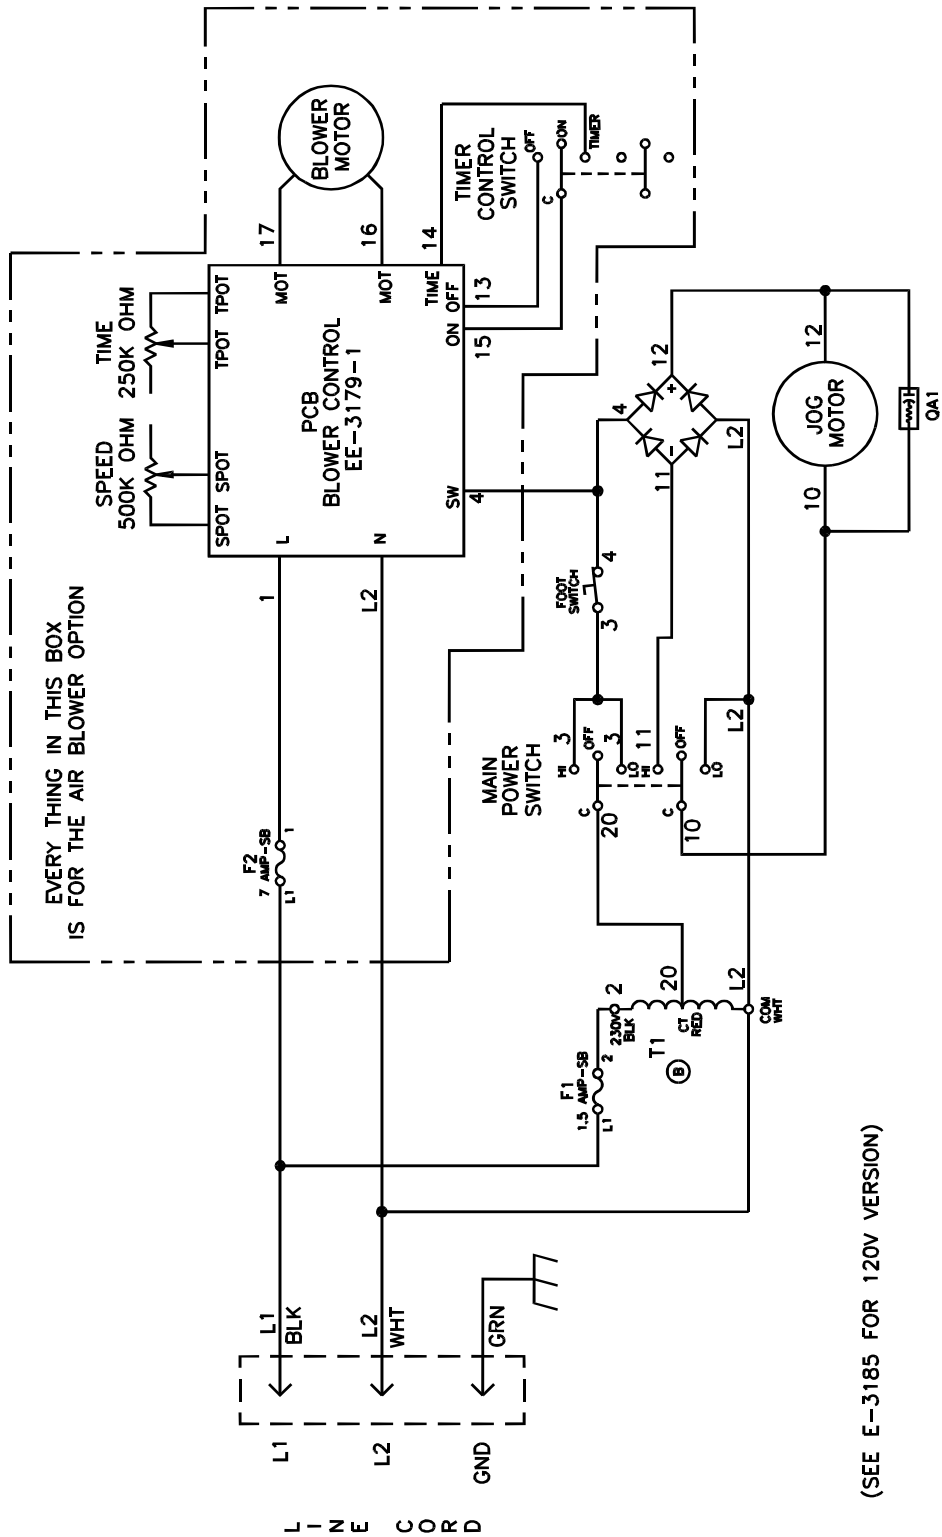 LINE CORD
L1
L2
GND
L1
BLK
L2
WHT
GRN
EVERY THING IN THIS BOX
IS FOR THE AIR BLOWER OPTION
F2
7 AMP-SB
L1
1
1
L2
SPEED
500K OHM
TIME
250K OHM
SPOT
SPOT
TPOT
TPOT
L
N
PCB
BLOWER CONTROL
EE-3179-1
MOT
MOT
TIME
OFF
ON
SW
4
17
16
14
13
15
BLOWER
MOTOR
TIMER
CONTROL
SWITCH
OFF
ON
TIMER
C
F1
1.5 AMP-SB
L1
2
2
230V
BLK
T1
B
CT
RED
20
L2
COM
WHT
MAIN
POWER
SWITCH
C
20
HI
3
OFF
3
LO
C
10
HI
11
OFF
LO
L2
FOOT
SWITCH
3
4
4
12
11
L2
JOG
MOTOR
10
12
QA1
(SEE E-3185 FOR 120V VERSION)